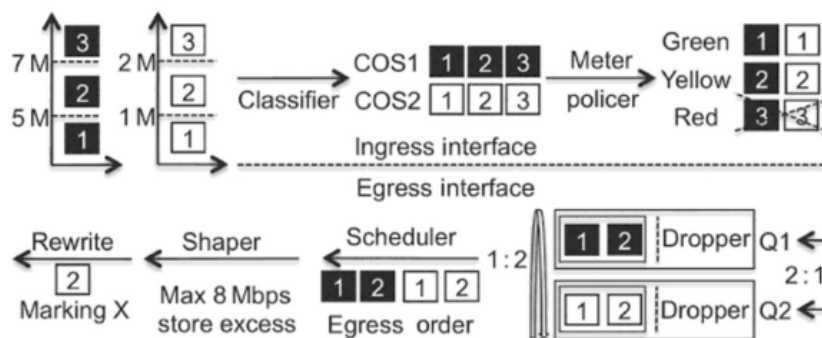 3 3
7 M 2 M
2 2
5 M 1 M
1 1
Classifier
COS1 1 2 3
COS2 1 2 3
Meter
policer
Green 1 1
Yellow 2 2
Red 3 3
Ingress interface
Egress interface
Rewrite
2
Marking X
Shaper
Max 8 Mbps
store excess
Scheduler
1 2 1 2
Egress order
1 : 2
1 2 Dropper Q1
2 : 1
1 2 Dropper Q2